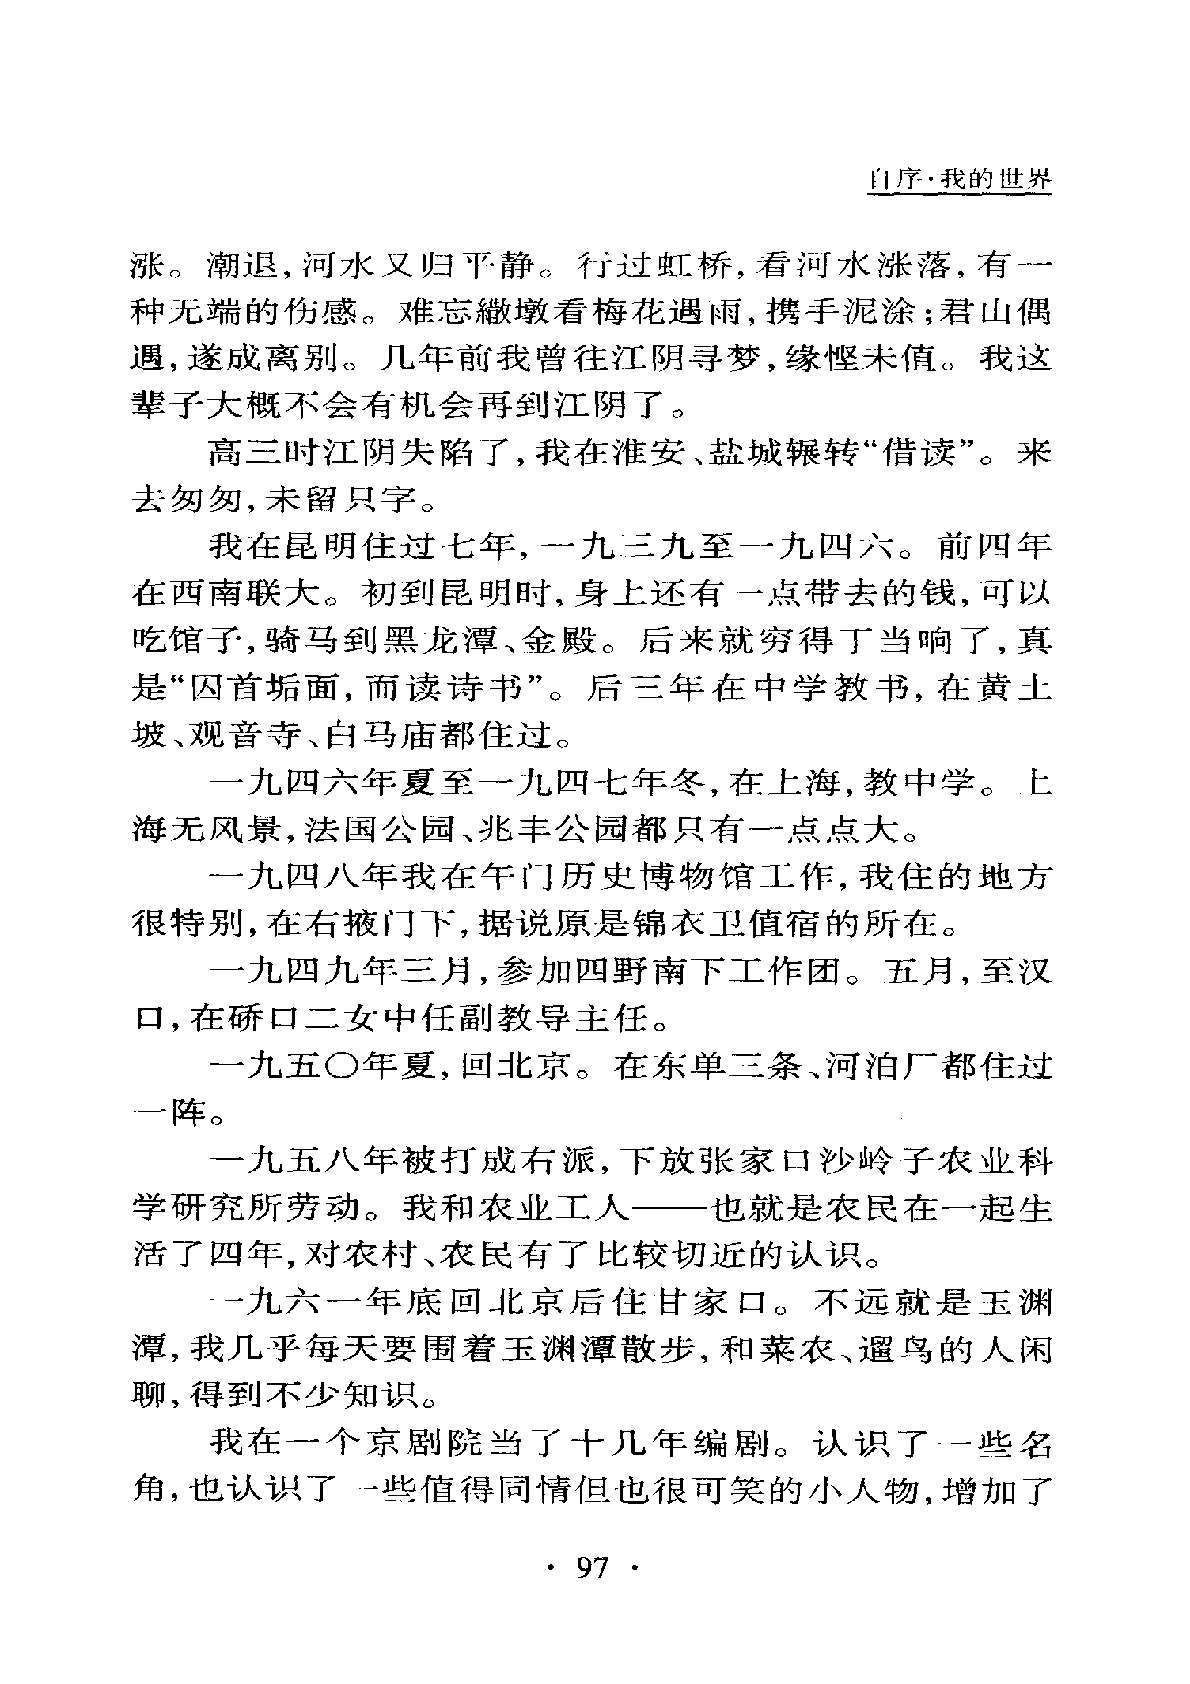 自序·我的世界
涨。潮退,河水又归平静。行过虹桥,看河水涨落,有一
种无端的伤感。难忘缴墩看梅花遇雨,携手泥涂;君山偶
遇,遂成离别。几年前我曾往江阴寻梦,缘悭未值。我这
辈子大概不会有机会再到江阴了。
高三时江阴失陷了,我在淮安、盐城辗转“借读”。来
去匆匆,未留只字。
我在昆明住过七年,一九三九至一九四六。前四年
在西南联大。初到昆明时,身上还有一点带去的钱,可以
吃馆子,骑马到黑龙潭、金殿。后来就穷得丁当响了,真
是“囚首垢面,而读诗书”。后三年在中学教书,在黄土
坡、观音寺、白马庙都住过。
一九四六年夏至一九四七年冬,在上海,教中学。上
海无风景,法国公园、兆丰公园都只有一点点大。
一九四八年我在午门历史博物馆工作,我住的地方
很特别,在右掖门下,据说原是锦衣卫值宿的所在。
一九四九年三月,参加四野南下工作团。五月,至汉
口,在硚口二女中任副教导主任。
一九五〇年夏,回北京。在东单三条、河泊厂都住过
一阵。
一九五八年被打成右派,下放张家口沙岭子农业科
学研究所劳动。我和农业工人——也就是农民在一起生
活了四年,对农村、农民有了比较切近的认识。
一九六一年底回北京后住甘家口。不远就是玉渊
潭,我几乎每天要围着玉渊潭散步,和菜农、遛鸟的人闲
聊,得到不少知识。
我在一个京剧院当了十几年编剧。认识了一些名
角,也认识了一些值得同情但也很可笑的小人物,增加了
· 97 ·